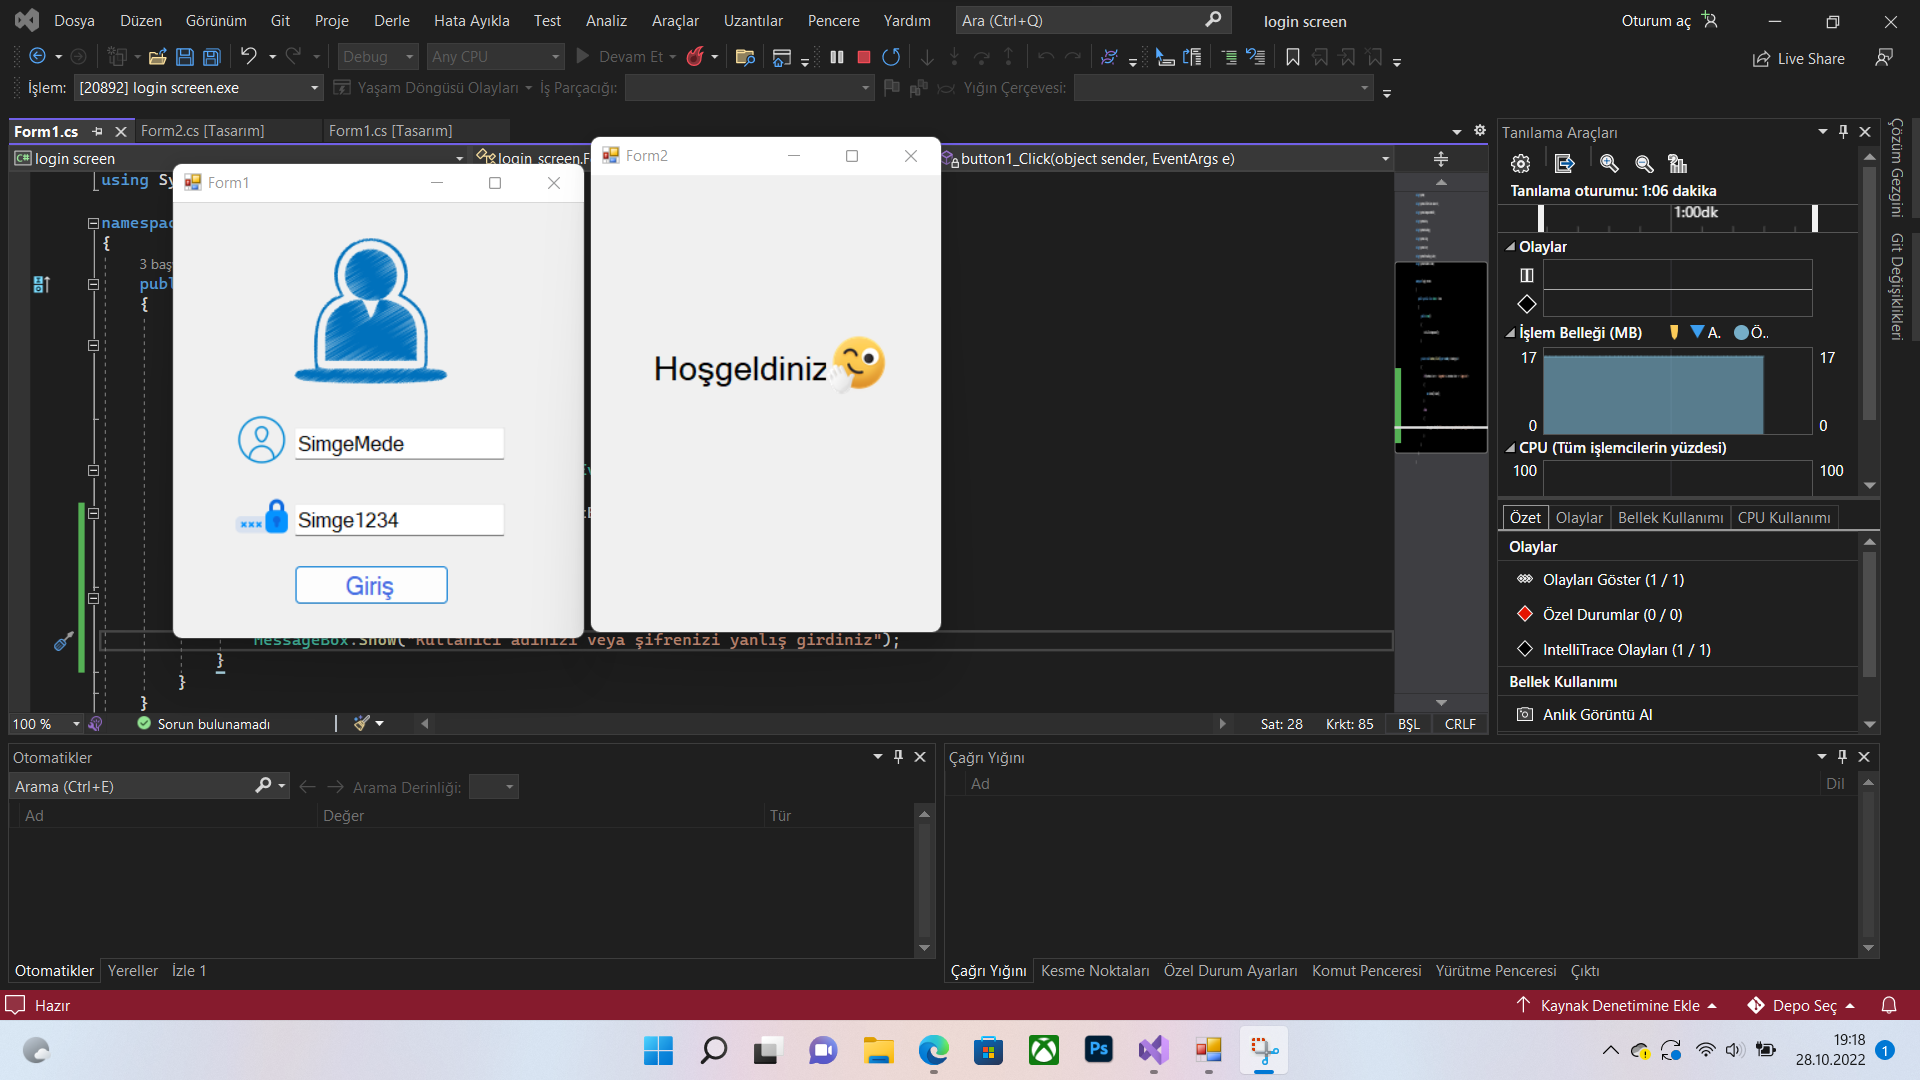 Dosya Düzen Görünüm Git Proje Derle Hata Ayıkla Test Analiz Araçlar Uzantılar Pencere Yardım Ara (Ctrl+Q) login screen Oturum aç
Debug Any CPU Devam Et Live Share
İşlem: [20892] login screen.exe Yaşam Döngüsü Olayları İş Parçacığı: Yığın Çerçevesi:
Form1.cs Form2.cs [Tasarım] Form1.cs [Tasarım]
login screen login_screen.F button1_Click(object sender, EventArgs e)
using Sy
namespac
{
3 baş
publ
{
MessageBox.Show("Kullanıcı adınızı veya şifrenizi yanlış girdiniz");
}
}
}
Form1
SimgeMede
xxx
Simge1234
Giriş
Form2
Hoşgeldiniz
100 % Sorun bulunamadı Sat: 28 Krkt: 85 BŞL CRLF
Tanılama Araçları
Tanılama oturumu: 1:06 dakika
1:00dk
Olaylar
İşlem Belleği (MB) A. Ö..
17 17
0 0
CPU (Tüm işlemcilerin yüzdesi)
100 100
Özet Olaylar Bellek Kullanımı CPU Kullanımı
Olaylar
Olayları Göster (1 / 1)
Özel Durumlar (0 / 0)
IntelliTrace Olayları (1 / 1)
Bellek Kullanımı
Anlık Görüntü Al
Çözüm Gezgini
Git Değişiklikleri
Otomatikler
Arama (Ctrl+E) Arama Derinliği:
Ad Değer Tür
Otomatikler Yereller İzle 1
Çağrı Yığını
Ad Dil
Çağrı Yığını Kesme Noktaları Özel Durum Ayarları Komut Penceresi Yürütme Penceresi Çıktı
Hazır Kaynak Denetimine Ekle Depo Seç
Ps
19:18
28.10.2022
1